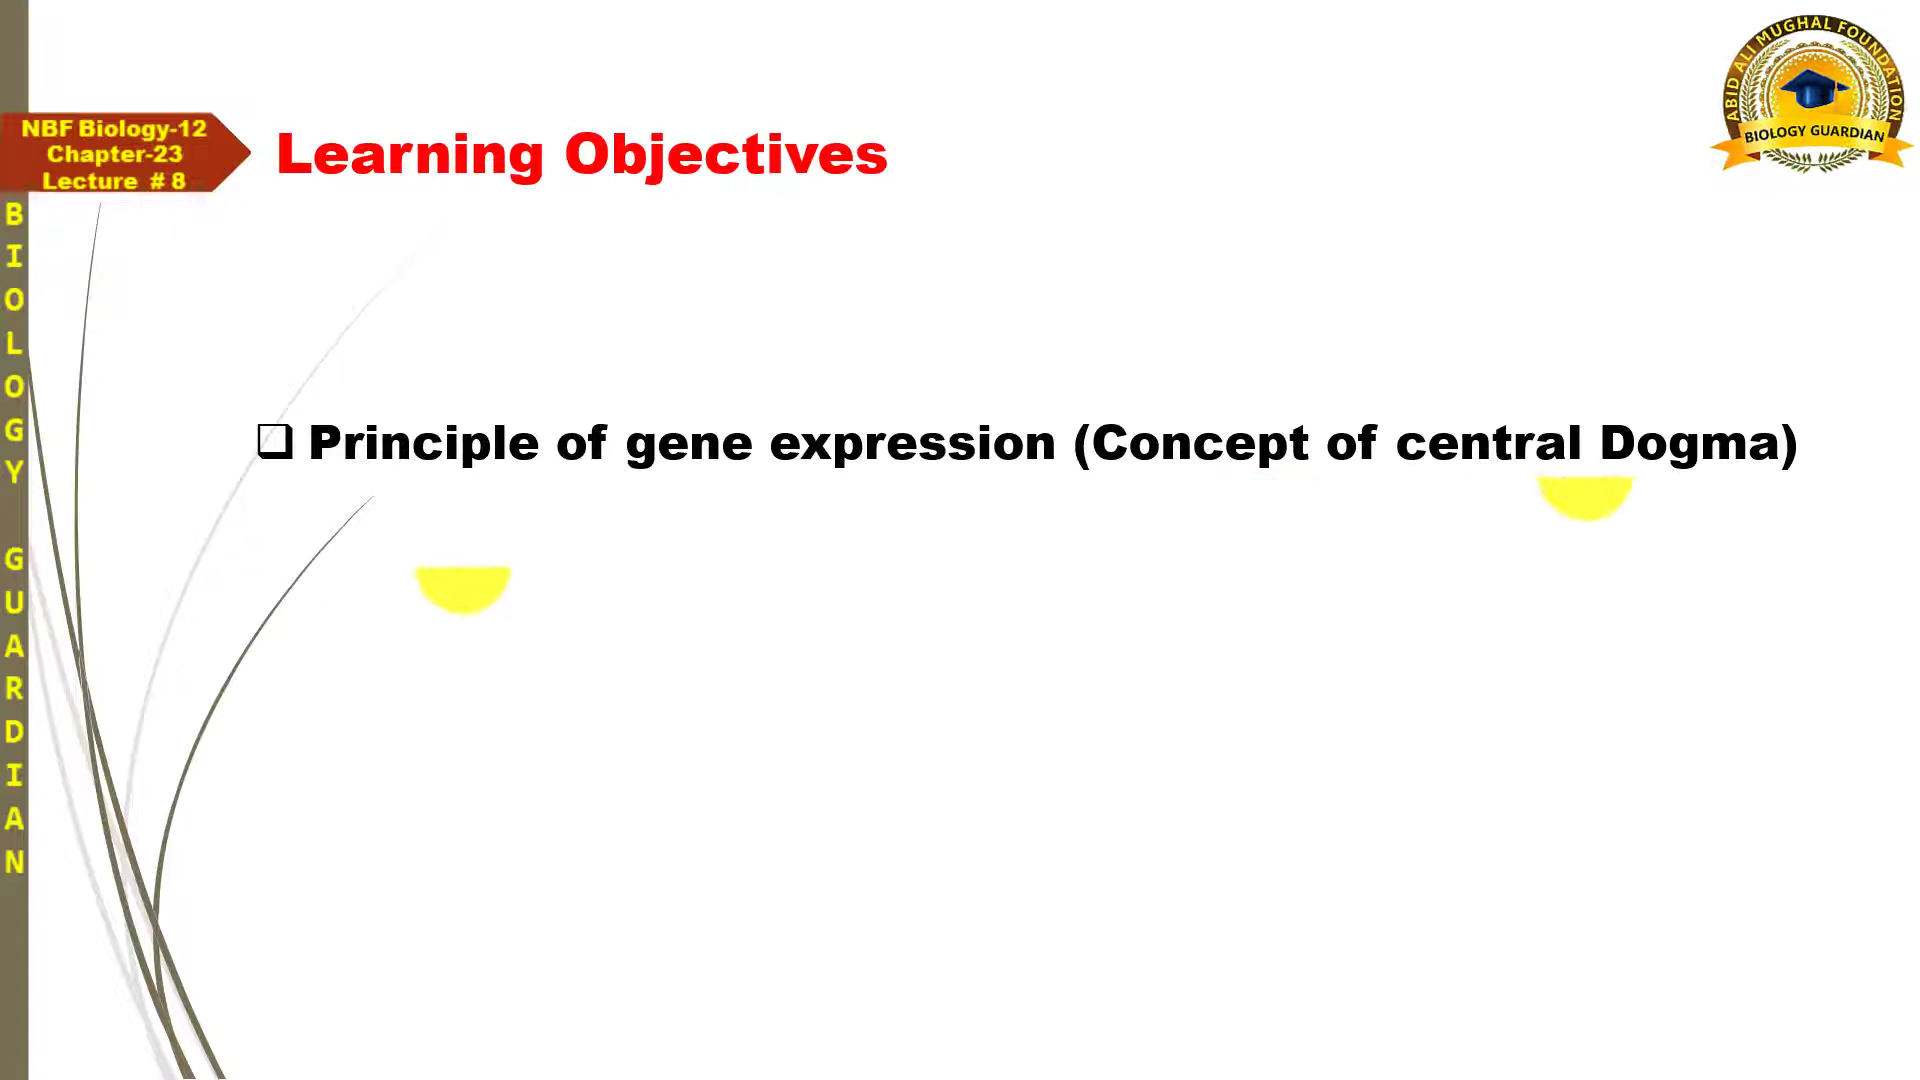 ABID ALI MUGHAL FOUNDATION
BIOLOGY GUARDIAN
NBF Biology-12
Chapter-23
Lecture # 8
Learning Objectives
❑ Principle of gene expression (Concept of central Dogma)
B
I
O
L
O
G
Y
G
U
A
R
D
I
A
N